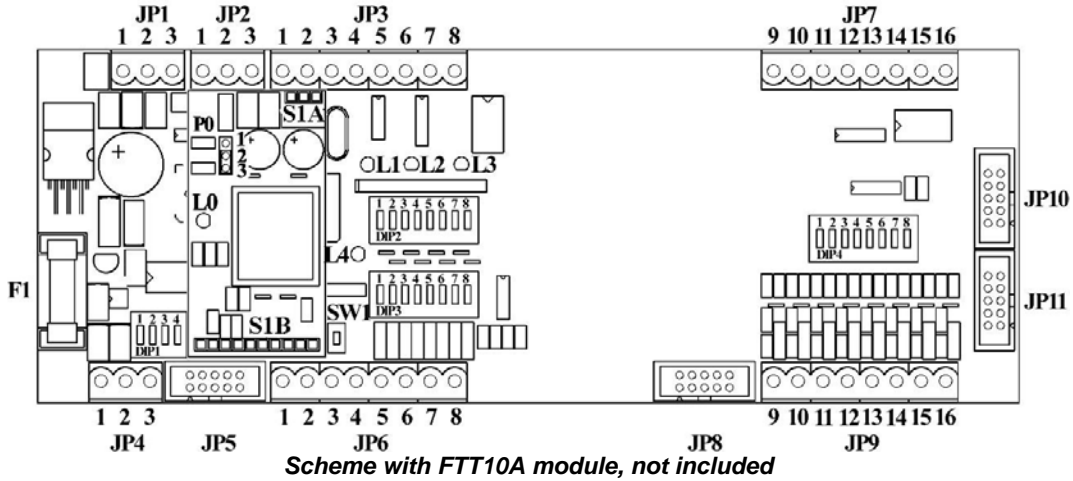 JP1 JP2 JP3 JP7
1 2 3 1 2 3 1 2 3 4 5 6 7 8 9 10 11 12 13 14 15 16
S1A
P0
1
2
3
L1 L2 L3
JP10
L0
1 2 3 4 5 6 7 8
DIP2
1 2 3 4 5 6 7 8
DIP4
L4
F1
1 2 3 4 5 6 7 8
DIP3
JP11
SW1
1 2 3 4
DIP1
S1B
1 2 3 1 2 3 4 5 6 7 8 9 10 11 12 13 14 15 16
JP4 JP5 JP6 JP8 JP9
Scheme with FTT10A module, not included